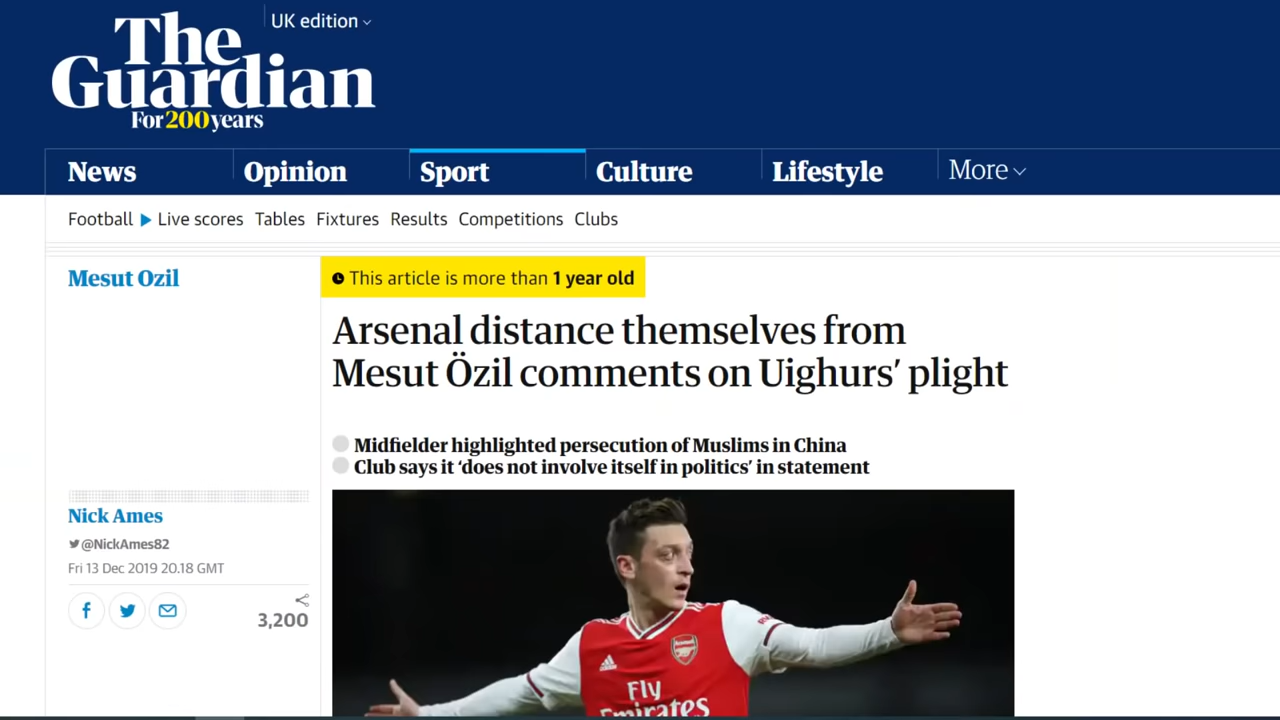 UK edition
The
Guardian
For 200 years
News Opinion Sport Culture Lifestyle More
Football Live scores Tables Fixtures Results Competitions Clubs
Mesut Ozil
This article is more than 1 year old
Arsenal distance themselves from
Mesut Özil comments on Uighurs’ plight
Midfielder highlighted persecution of Muslims in China
Club says it ‘does not involve itself in politics’ in statement
Nick Ames
@NickAmes82
Fri 13 Dec 2019 20.18 GMT
3,200
Arsenal
Fly
Emirates